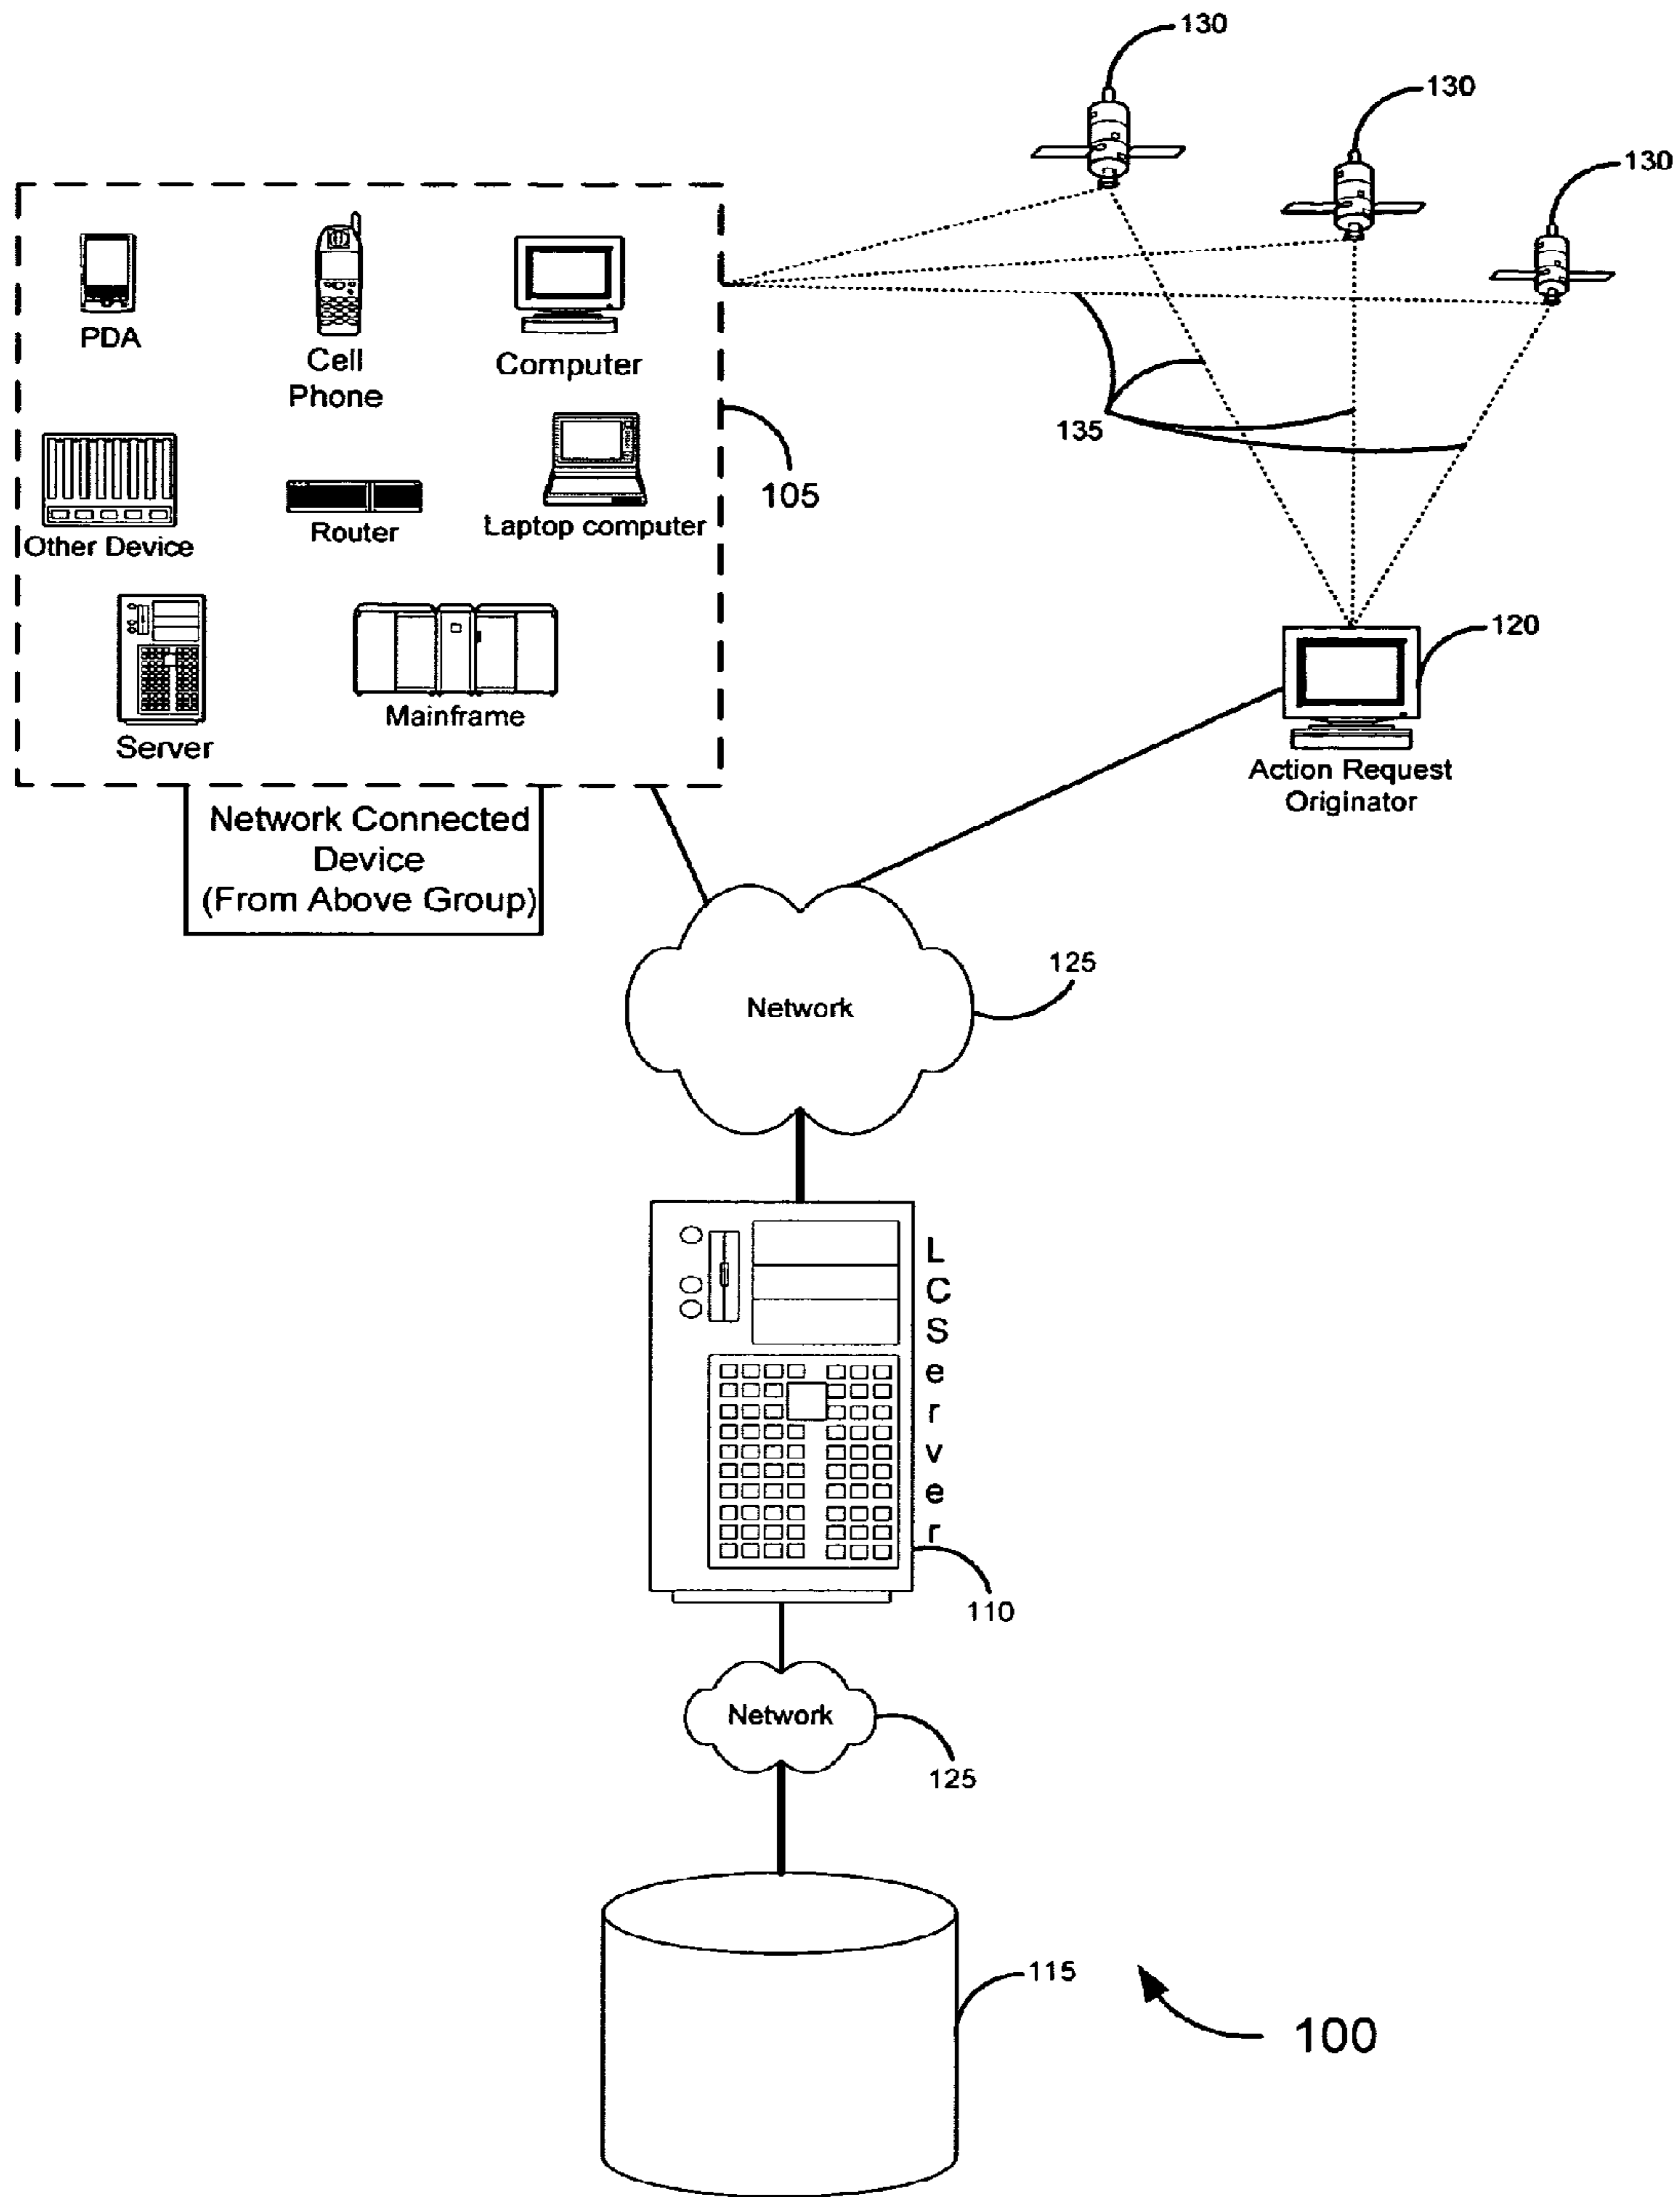 130
130
130
PDA
Cell
Phone
Computer
135
105
Other Device
Router
Laptop computer
120
Server
Mainframe
Action Request
Originator
Network Connected
Device
(From Above Group)
Network
125
LCServer
110
Network
125
115
100